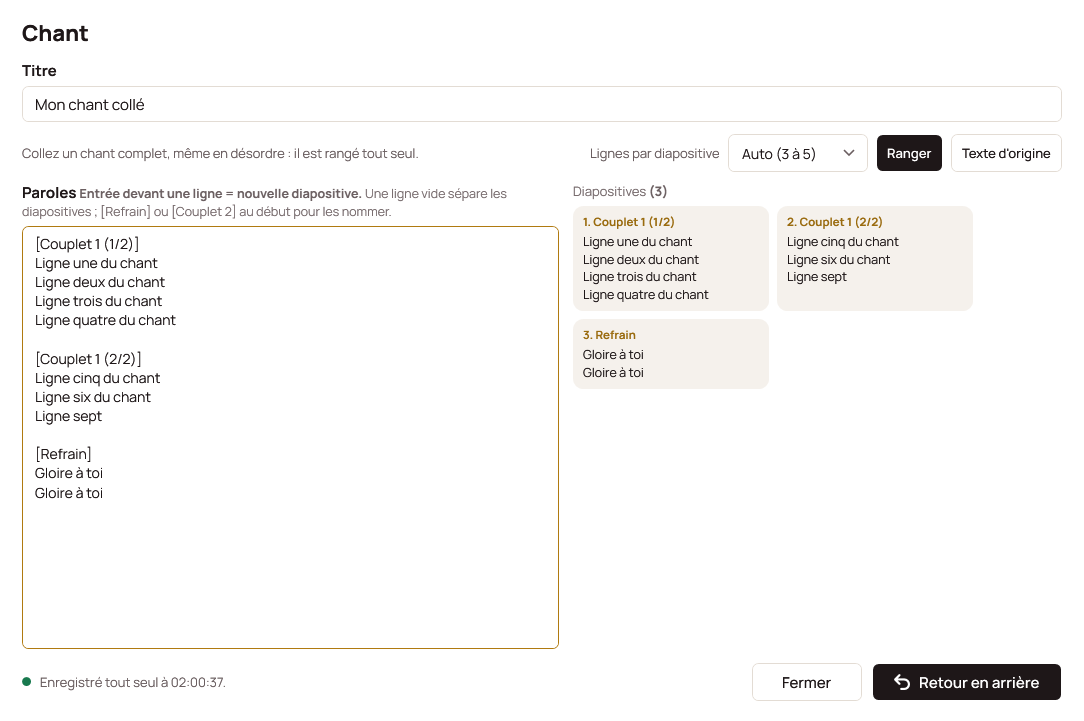 Chant
Titre
Mon chant collé
Collez un chant complet, même en désordre : il est rangé tout seul.
Lignes par diapositive
Auto (3 à 5)
Ranger
Texte d'origine
Paroles Entrée devant une ligne = nouvelle diapositive. Une ligne vide sépare les
diapositives ; [Refrain] ou [Couplet 2] au début pour les nommer.
[Couplet 1 (1/2)]
Ligne une du chant
Ligne deux du chant
Ligne trois du chant
Ligne quatre du chant
[Couplet 1 (2/2)]
Ligne cinq du chant
Ligne six du chant
Ligne sept
[Refrain]
Gloire à toi
Gloire à toi
Diapositives (3)
1. Couplet 1 (1/2)
Ligne une du chant
Ligne deux du chant
Ligne trois du chant
Ligne quatre du chant
2. Couplet 1 (2/2)
Ligne cinq du chant
Ligne six du chant
Ligne sept
3. Refrain
Gloire à toi
Gloire à toi
Enregistré tout seul à 02:00:37.
Fermer
Retour en arrière